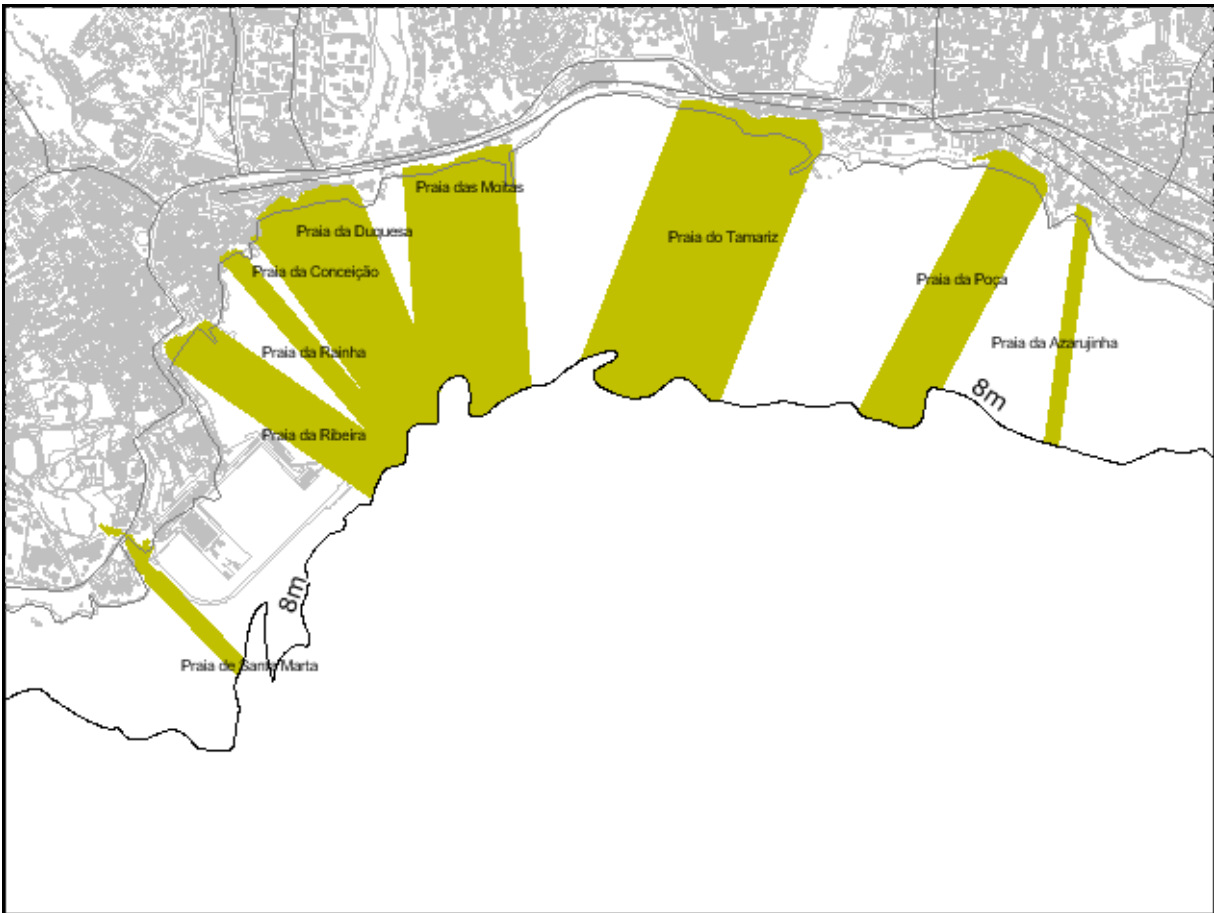 Praia das Moitas
Praia da Duquesa
Praia do Tamariz
Praia da Conceição
Praia da Poça
Praia da Rainha
Praia da Azarujinha
8m
Praia da Ribeira
8m
Praia de Santa Marta